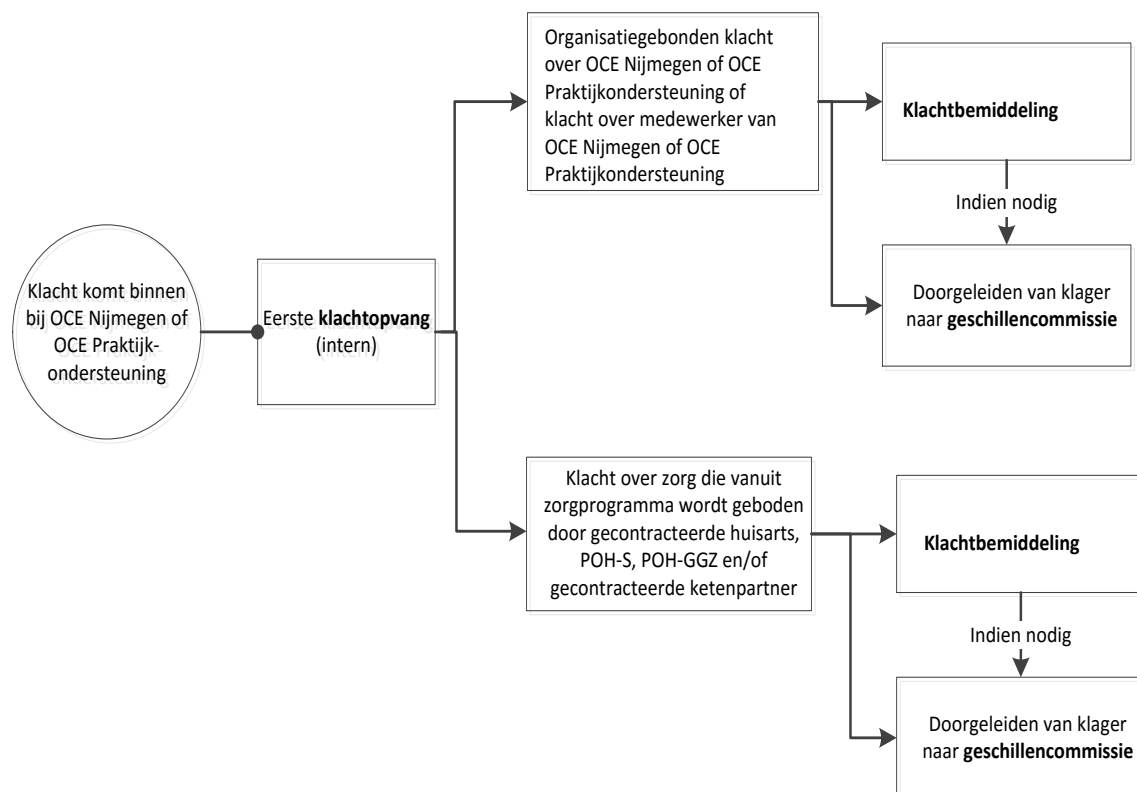 Klacht komt binnen
bij OCE Nijmegen of
OCE Praktijk-
ondersteuning
Eerste klachtopvang
(intern)
Organisatiegebonden klacht
over OCE Nijmegen of OCE
Praktijkondersteuning of
klacht over medewerker van
OCE Nijmegen of OCE
Praktijkondersteuning
Klachtbemiddeling
Indien nodig
Doorgeleiden van klager
naar geschillencommissie
Klacht over zorg die vanuit
zorgprogramma wordt geboden
door gecontracteerde huisarts,
POH-S, POH-GGZ en/of
gecontracteerde ketenpartner
Klachtbemiddeling
Indien nodig
Doorgeleiden van klager
naar geschillencommissie